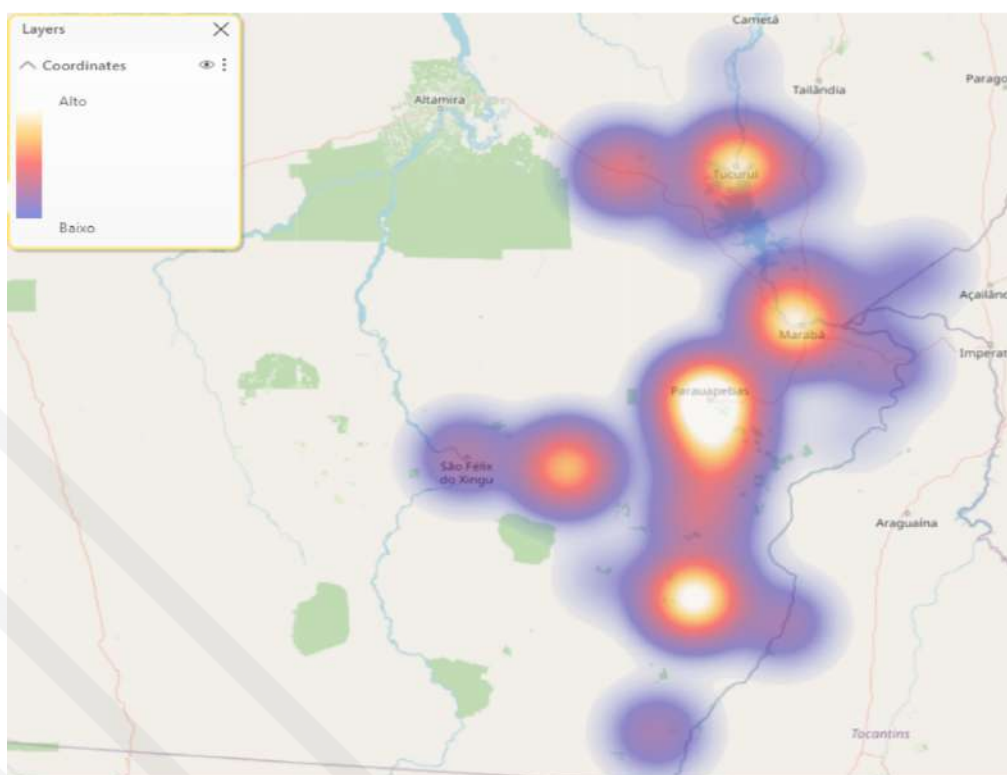 Layers
Coordinates
Alto
Baixo
Cametá
Tailândia
Parago
Altamira
Tucuruí
Açailând
Marabá
Imperat
Parauapebas
São Félix
do Xingu
Araguaína
Tocantins